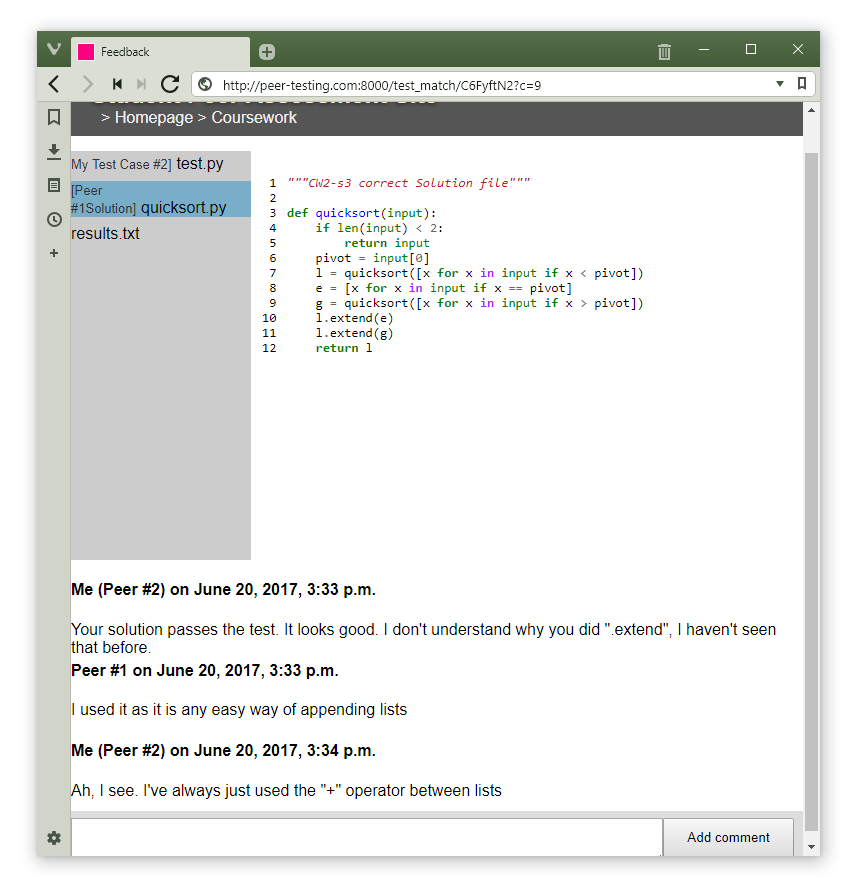 Feedback
http://peer-testing.com:8000/test_match/C6FyftN2?c=9
> Homepage > Coursework
My Test Case #2] test.py
[Peer
#1Solution] quicksort.py
results.txt
1 """CW2-s3 correct Solution file"""
2
3 def quicksort(input):
4     if len(input) < 2:
5         return input
6     pivot = input[0]
7     l = quicksort([x for x in input if x < pivot])
8     e = [x for x in input if x == pivot]
9     g = quicksort([x for x in input if x > pivot])
10     l.extend(e)
11     l.extend(g)
12     return l
Me (Peer #2) on June 20, 2017, 3:33 p.m.
Your solution passes the test. It looks good. I don't understand why you did ".extend", I haven't seen
that before.
Peer #1 on June 20, 2017, 3:33 p.m.
I used it as it is any easy way of appending lists
Me (Peer #2) on June 20, 2017, 3:34 p.m.
Ah, I see. I've always just used the "+" operator between lists
Add comment